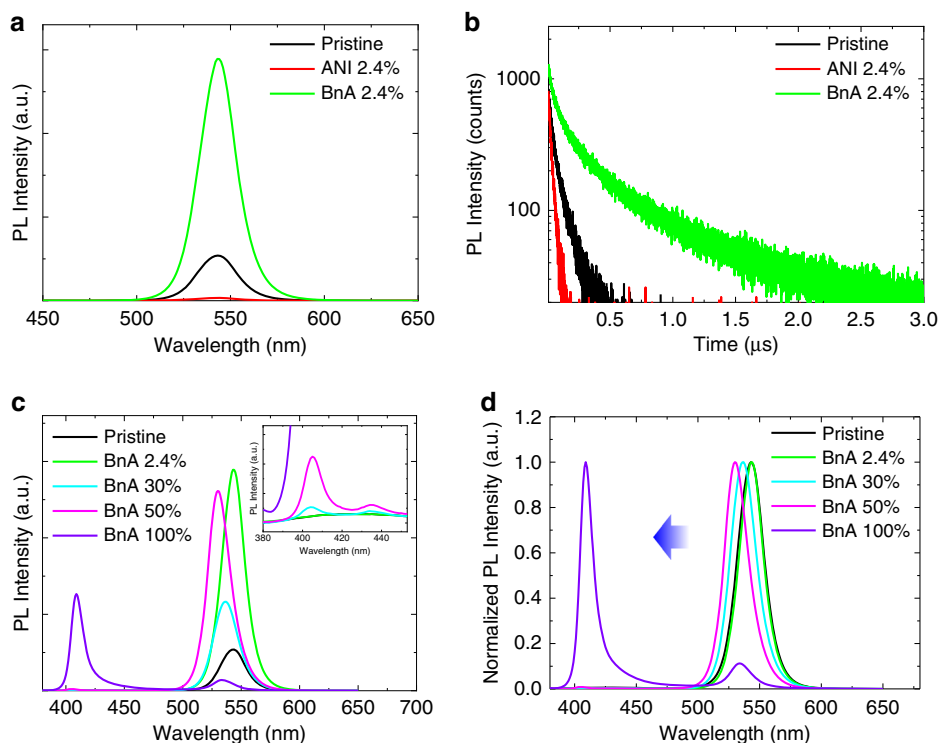 a
Pristine
ANI 2.4%
BnA 2.4%
PL Intensity (a.u.)
450 500 550 600 650
Wavelength (nm)
b
Pristine
ANI 2.4%
BnA 2.4%
PL Intensity (counts)
1000
100
0.5 1.0 1.5 2.0 2.5 3.0
Time (μs)
c
Pristine
BnA 2.4%
BnA 30%
BnA 50%
BnA 100%
PL Intensity (a.u.)
400 450 500 550 600 650 700
Wavelength (nm)
PL Intensity (a.u.)
380 400 420 440
Wavelength (nm)
d
Pristine
BnA 2.4%
BnA 30%
BnA 50%
BnA 100%
Normalized PL Intensity (a.u.)
1.2
1.0
0.8
0.6
0.4
0.2
0.0
400 450 500 550 600 650
Wavelength (nm)